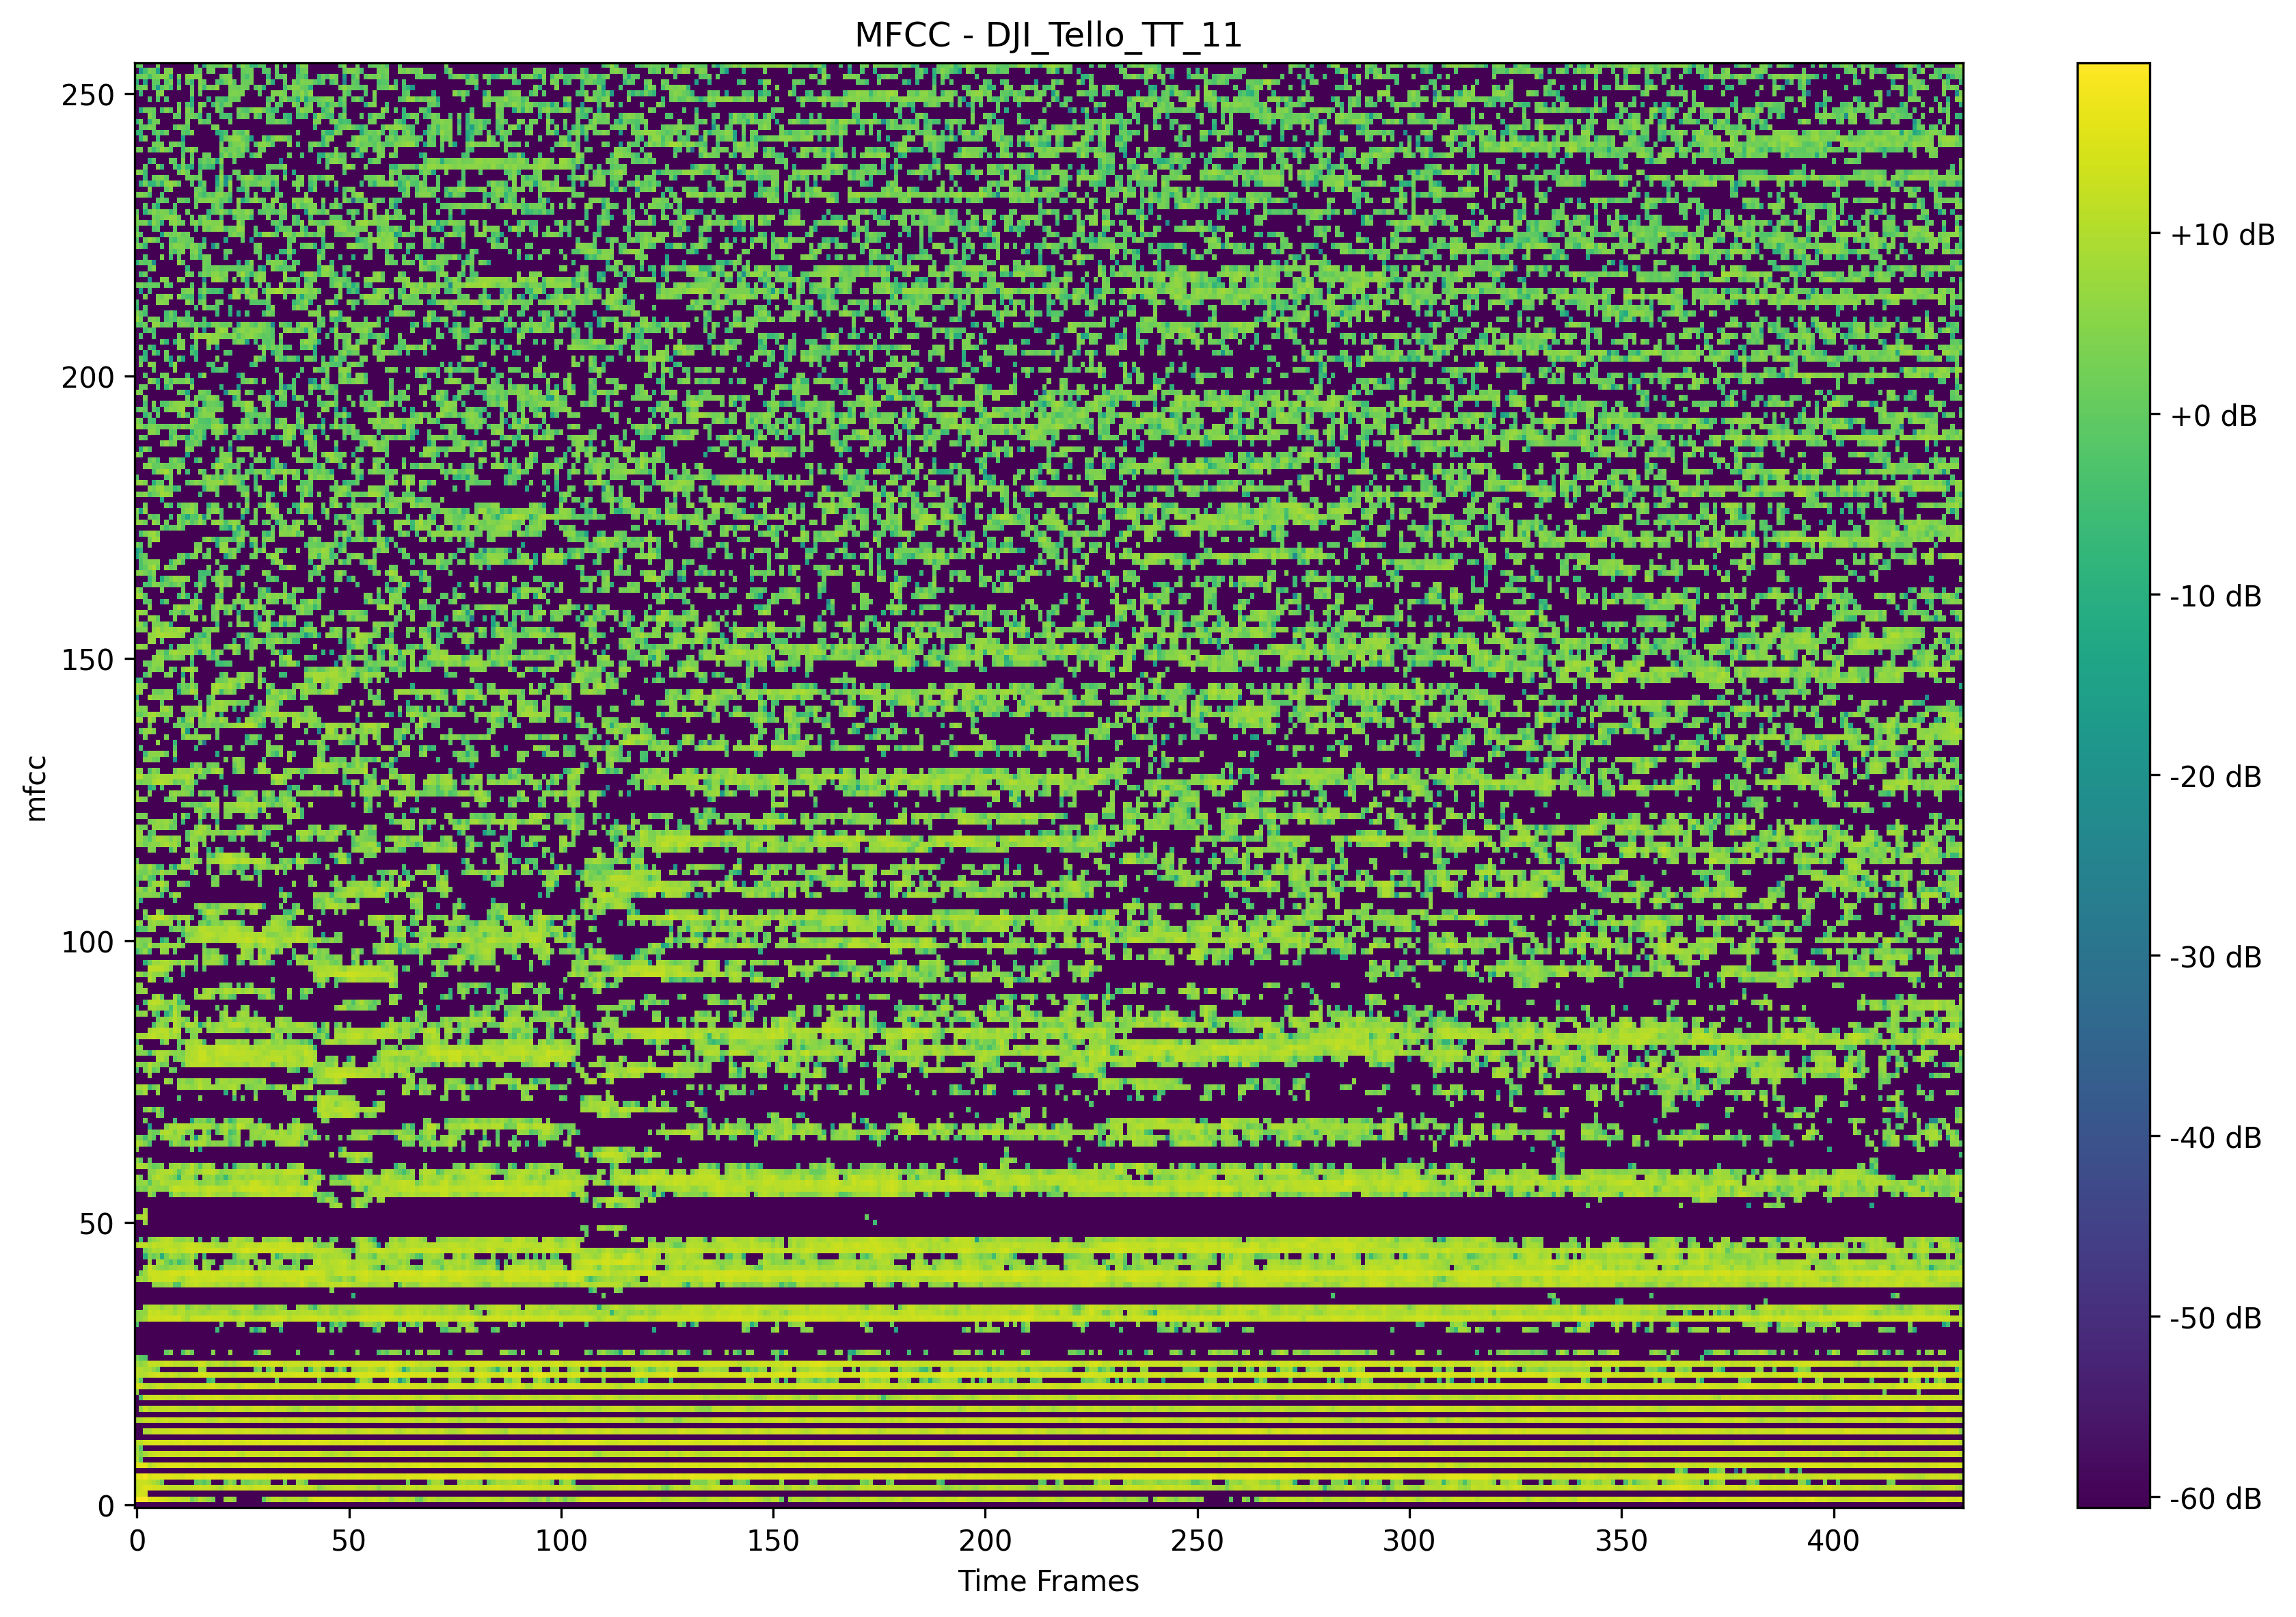 MFCC - DJI_Tello_TT_11
250
200
150
100
50
0
mfcc
0 50 100 150 200 250 300 350 400
Time Frames
+10 dB
+0 dB
-10 dB
-20 dB
-30 dB
-40 dB
-50 dB
-60 dB